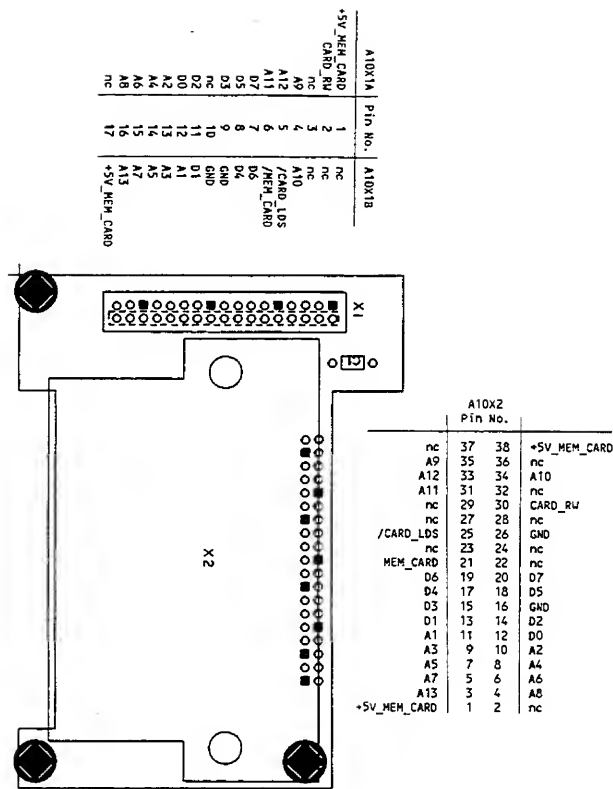 A10X1A Pin No. A10X1B
+5V_MEM_CARD 1 nc
CARD_RW 2 nc
nc 3 nc
A9 4 A10
A12 5 /CARD_LDS
A11 6 /MEM_CARD
D7 7 D6
D5 8 D4
D3 9 GND
nc 10 GND
D2 11 D1
D0 12 A1
A2 13 A3
A4 14 A5
A6 15 A7
A8 16 A13
nc 17 +5V_MEM_CARD
X1
C1
X2
A10X2
Pin No.
nc 37 38 +5V_MEM_CARD
A9 35 36 nc
A12 33 34 A10
A11 31 32 nc
nc 29 30 CARD_RW
nc 27 28 nc
/CARD_LDS 25 26 GND
nc 23 24 nc
MEM_CARD 21 22 nc
D6 19 20 D7
D4 17 18 D5
D3 15 16 GND
D1 13 14 D2
A1 11 12 D0
A3 9 10 A2
A5 7 8 A4
A7 5 6 A6
A13 3 4 A8
+5V_MEM_CARD 1 2 nc